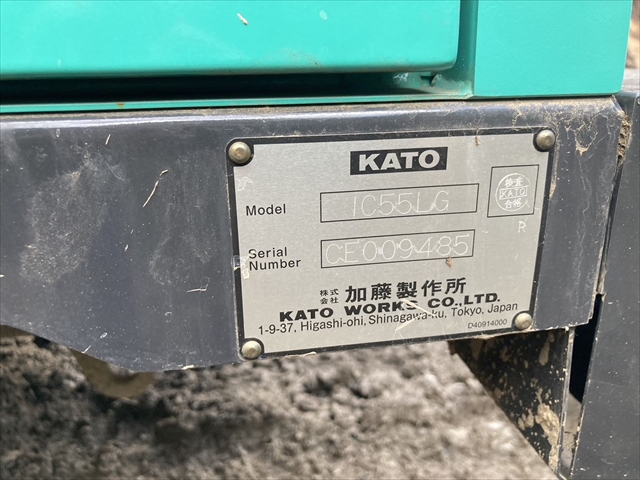 KATO
Model IC55LG
検査
KATO
合格
R
Serial
Number CE009485
株式
会社 加藤製作所
KATO WORKS CO.,LTD.
1-9-37, Higashi-ohi, Shinagawa-ku, Tokyo, Japan
D40914000